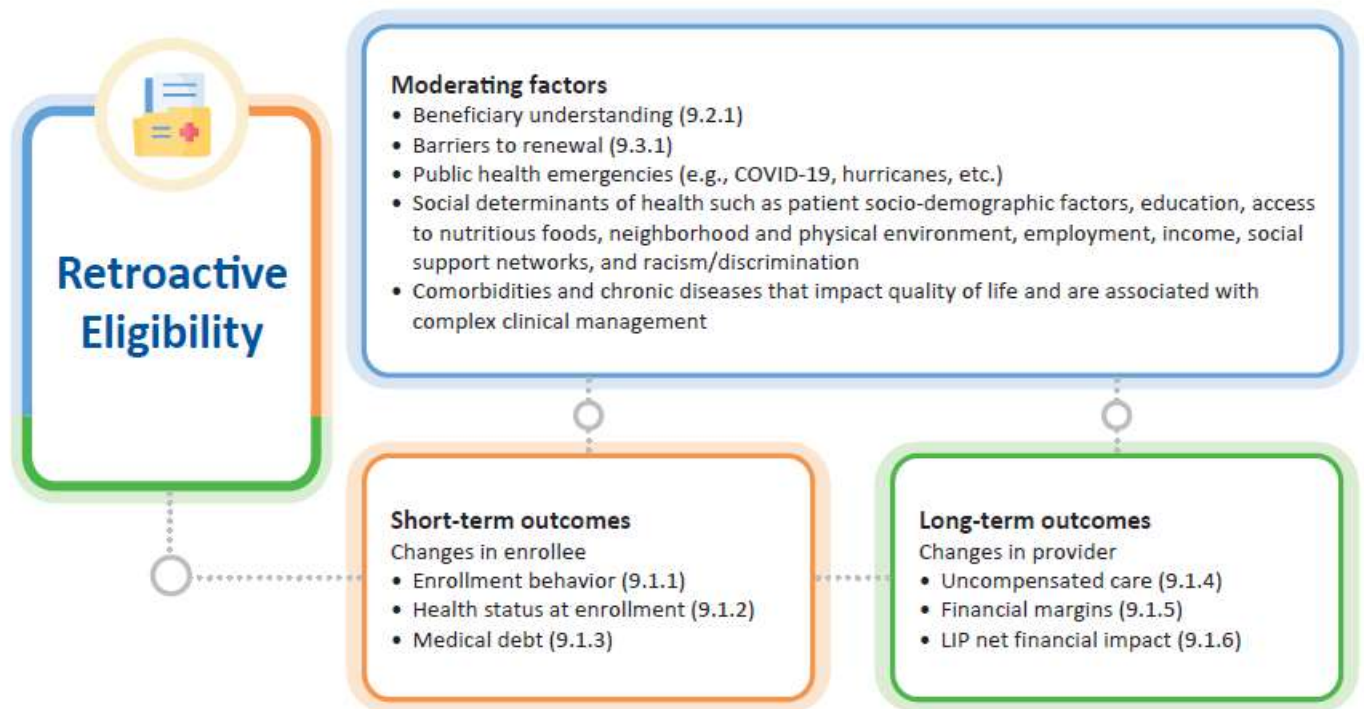 Retroactive
Eligibility
Moderating factors
• Beneficiary understanding (9.2.1)
• Barriers to renewal (9.3.1)
• Public health emergencies (e.g., COVID-19, hurricanes, etc.)
• Social determinants of health such as patient socio-demographic factors, education, access
to nutritious foods, neighborhood and physical environment, employment, income, social
support networks, and racism/discrimination
• Comorbidities and chronic diseases that impact quality of life and are associated with
complex clinical management
Short-term outcomes
Changes in enrollee
• Enrollment behavior (9.1.1)
• Health status at enrollment (9.1.2)
• Medical debt (9.1.3)
Long-term outcomes
Changes in provider
• Uncompensated care (9.1.4)
• Financial margins (9.1.5)
• LIP net financial impact (9.1.6)